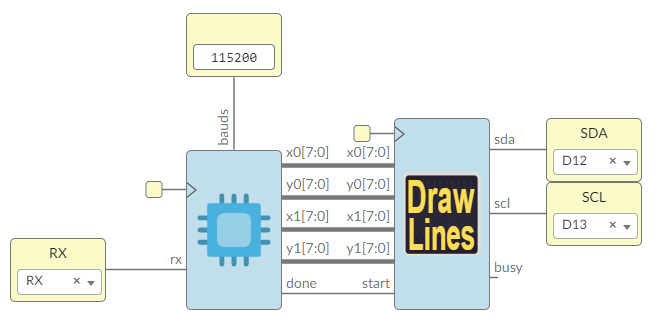 115200
bauds
x0[7:0] x0[7:0]
y0[7:0] y0[7:0]
x1[7:0] x1[7:0]
y1[7:0] y1[7:0]
done start
rx
RX
RX
Draw
Lines
sda
scl
busy
SDA
D12
SCL
D13